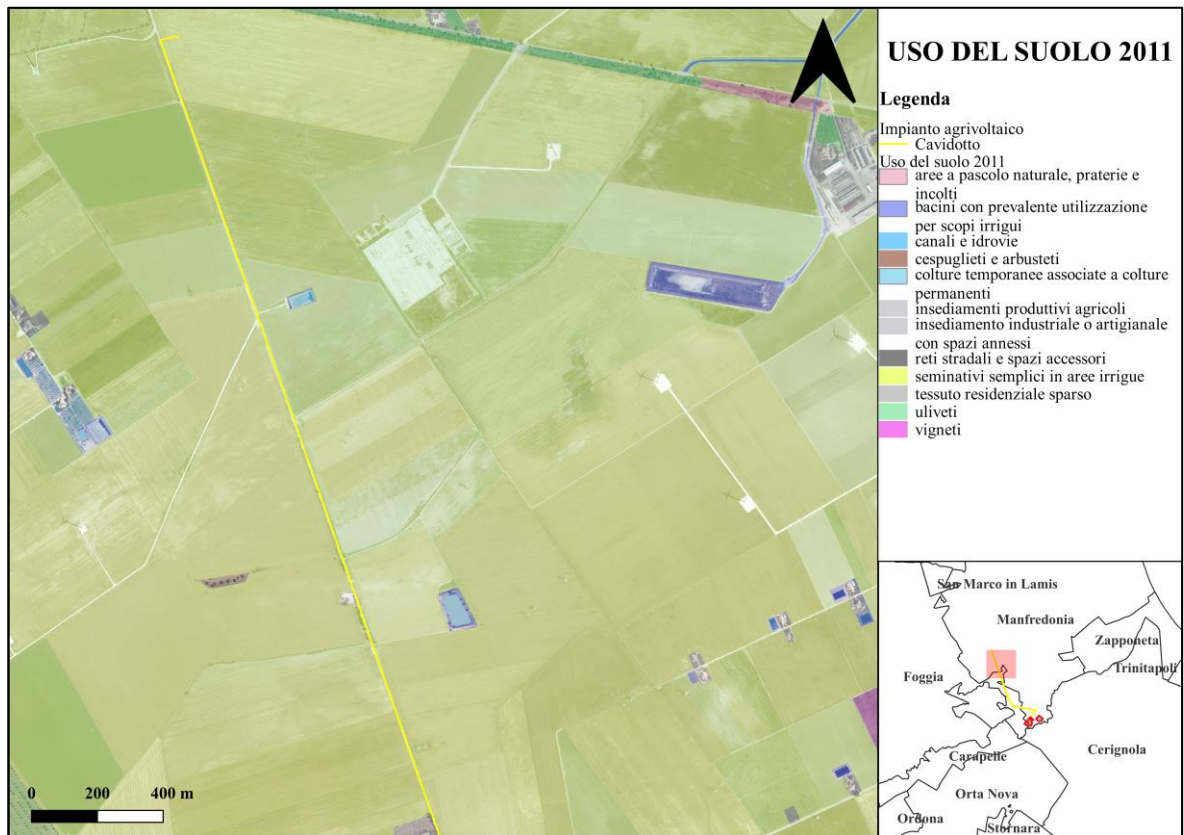 USO DEL SUOLO 2011
Legenda
Impianto agrivoltaico
Cavidotto
Uso del suolo 2011
aree a pascolo naturale, praterie e
incolti
bacini con prevalente utilizzazione
per scopi irrigui
canali e idrovie
cespuglieti e arbusteti
colture temporanee associate a colture
permanenti
insediamenti produttivi agricoli
insediamento industriale o artigianale
con spazi annessi
reti stradali e spazi accessori
seminativi semplici in aree irrigue
tessuto residenziale sparso
uliveti
vigneti
San Marco in Lamis
Manfredonia
Zapponeta
Trinitapoli
Foggia
Cerignola
Carapelle
Orta Nova
Ordona
Stornara
0 200 400 m